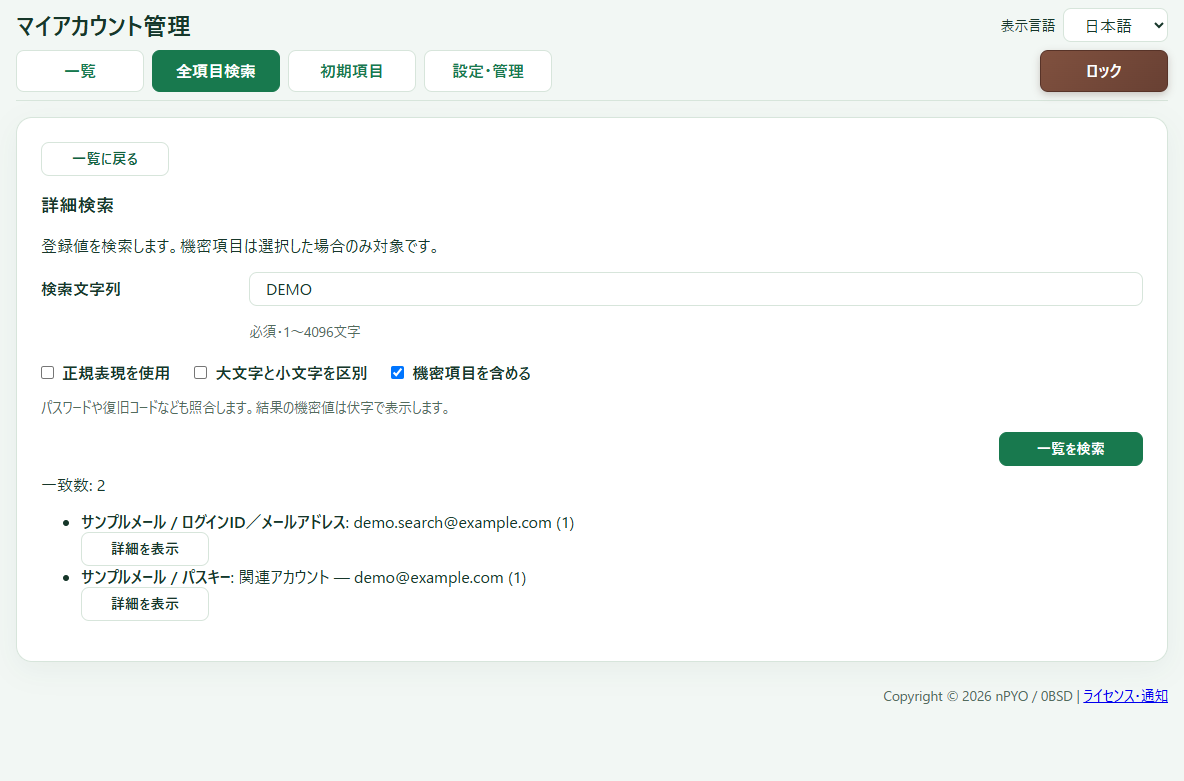 マイアカウント管理
表示言語 日本語
一覧 全項目検索 初期項目 設定・管理 ロック
一覧に戻る
詳細検索
登録値を検索します。機密項目は選択した場合のみ対象です。
検索文字列 DEMO
必須・1～4096文字
正規表現を使用 大文字と小文字を区別 機密項目を含める
パスワードや復旧コードなども照合します。結果の機密値は伏字で表示します。
一覧を検索
一致数: 2
サンプルメール / ログインID／メールアドレス: demo.search@example.com (1)
詳細を表示
サンプルメール / パスキー: 関連アカウント — demo@example.com (1)
詳細を表示
Copyright © 2026 nPYO / 0BSD | ライセンス・通知